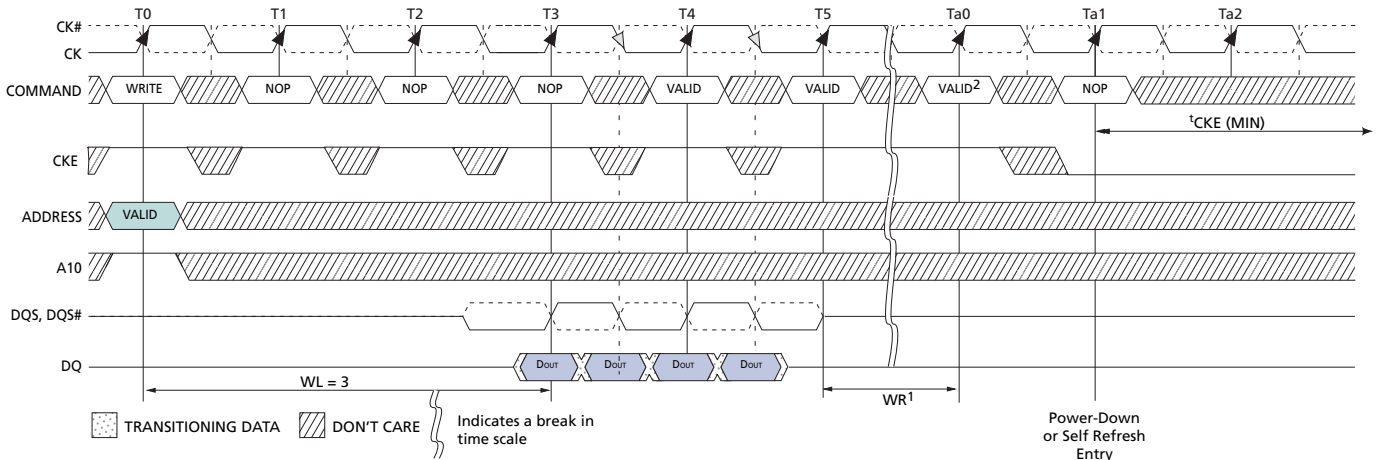 T0 T1 T2 T3 T4 T5 Ta0 Ta1 Ta2
CK#
CK
COMMAND WRITE NOP NOP NOP VALID VALID VALID² NOP
ᵗCKE (MIN)
CKE
ADDRESS VALID
A10
DQS, DQS#
DQ DOUT DOUT DOUT DOUT
WL = 3
WR¹
TRANSITIONING DATA DON'T CARE
Indicates a break in
time scale
Power-Down
or Self Refresh
Entry